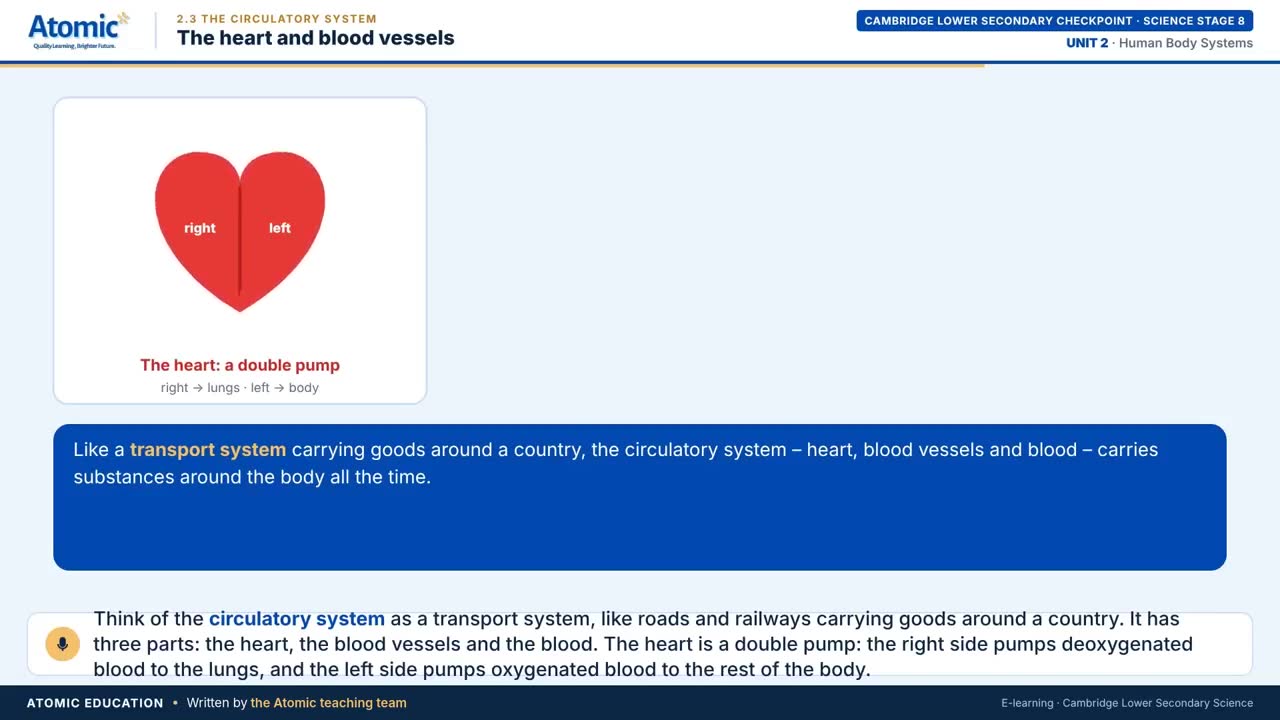 Atomic
Quality Learning, Brighter Future.
2.3 THE CIRCULATORY SYSTEM
The heart and blood vessels
CAMBRIDGE LOWER SECONDARY CHECKPOINT · SCIENCE STAGE 8
UNIT 2 · Human Body Systems
right left
The heart: a double pump
right → lungs · left → body
Like a transport system carrying goods around a country, the circulatory system – heart, blood vessels and blood – carries
substances around the body all the time.
Think of the circulatory system as a transport system, like roads and railways carrying goods around a country. It has
three parts: the heart, the blood vessels and the blood. The heart is a double pump: the right side pumps deoxygenated
blood to the lungs, and the left side pumps oxygenated blood to the rest of the body.
ATOMIC EDUCATION • Written by the Atomic teaching team
E-learning · Cambridge Lower Secondary Science